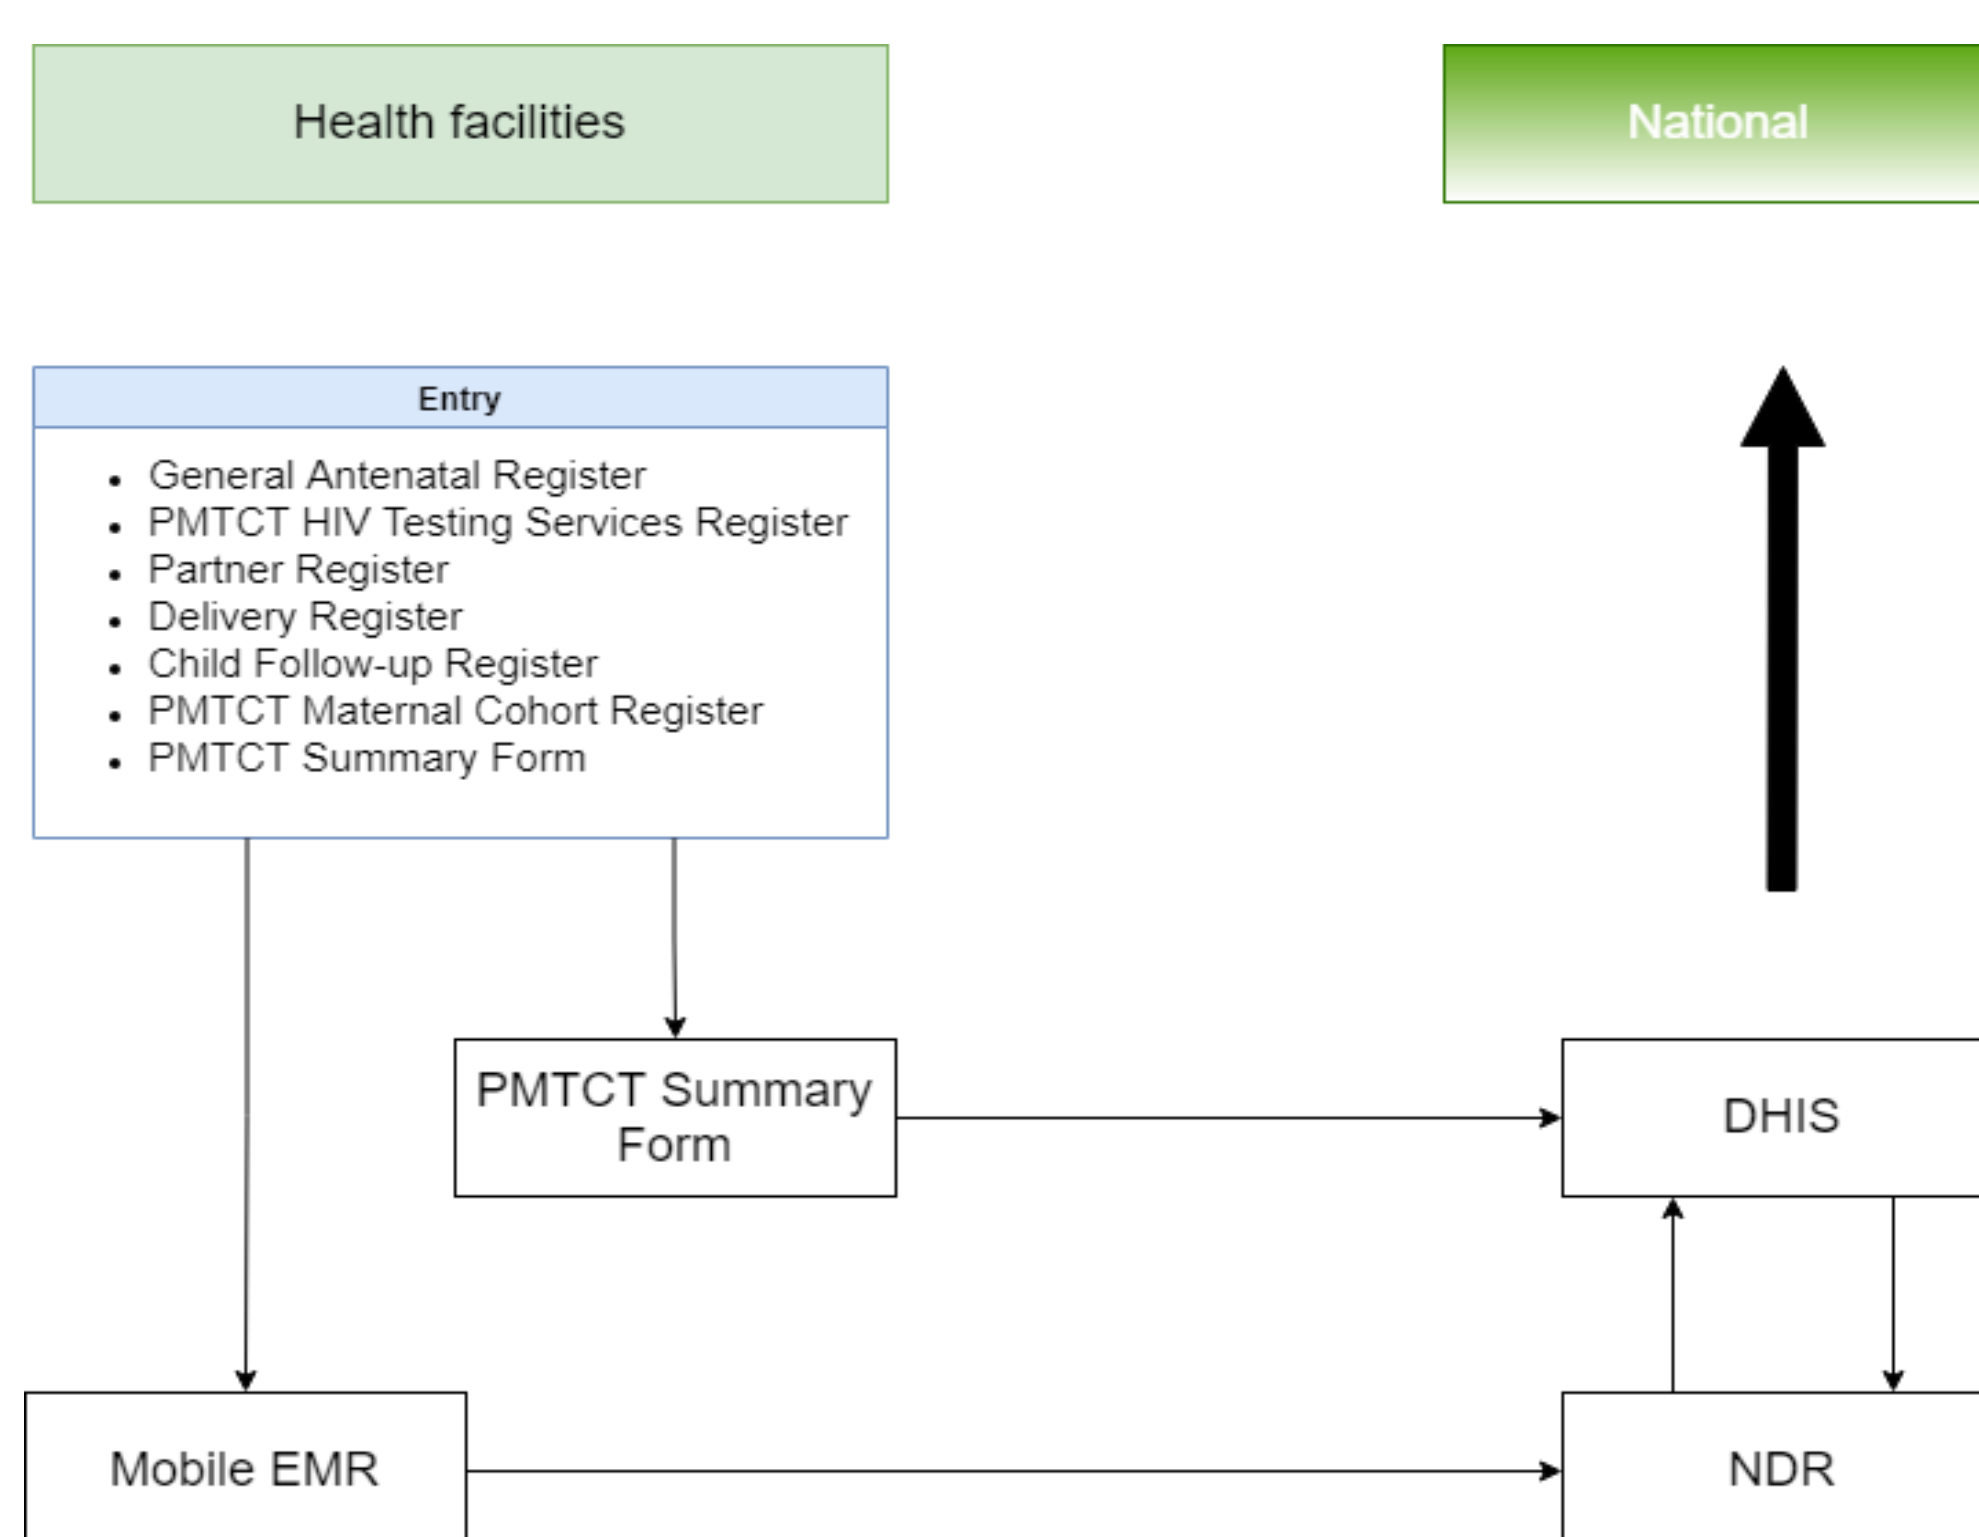 Health facilities
National
Entry
General Antenatal Register
PMTCT HIV Testing Services Register
Partner Register
Delivery Register
Child Follow-up Register
PMTCT Maternal Cohort Register
PMTCT Summary Form
PMTCT Summary
Form
DHIS
Mobile EMR
NDR